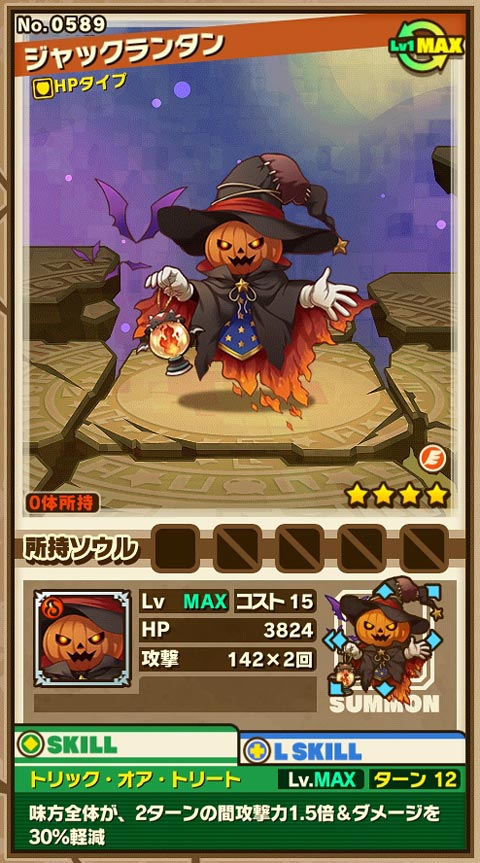 No.0589
ジャックランタン
Lv1 MAX
HPタイプ
E
0体所持
所持ソウル
Lv MAX コスト 15
HP 3824
攻撃 142×2回
SUMMON
SKILL
L SKILL
トリック・オア・トリート Lv.MAX ターン 12
味方全体が、2ターンの間攻撃力1.5倍&ダメージを
30%軽減